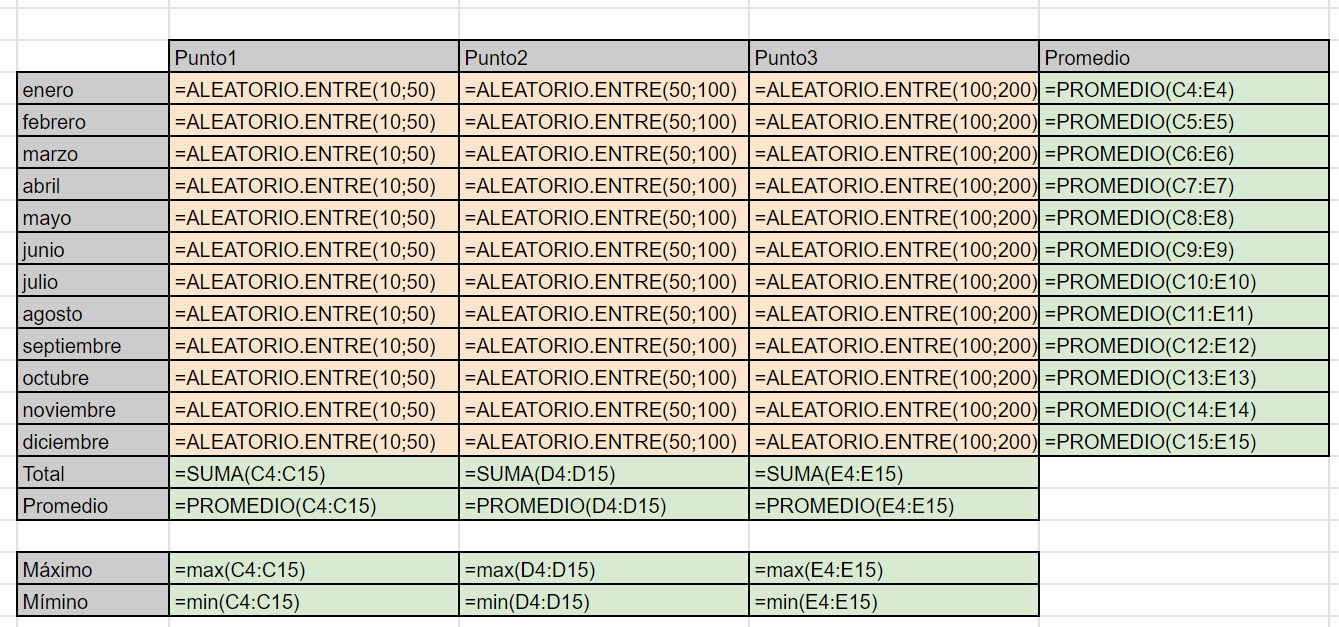 Punto1 Punto2 Punto3 Promedio
enero =ALEATORIO.ENTRE(10;50) =ALEATORIO.ENTRE(50;100) =ALEATORIO.ENTRE(100;200) =PROMEDIO(C4:E4)
febrero =ALEATORIO.ENTRE(10;50) =ALEATORIO.ENTRE(50;100) =ALEATORIO.ENTRE(100;200) =PROMEDIO(C5:E5)
marzo =ALEATORIO.ENTRE(10;50) =ALEATORIO.ENTRE(50;100) =ALEATORIO.ENTRE(100;200) =PROMEDIO(C6:E6)
abril =ALEATORIO.ENTRE(10;50) =ALEATORIO.ENTRE(50;100) =ALEATORIO.ENTRE(100;200) =PROMEDIO(C7:E7)
mayo =ALEATORIO.ENTRE(10;50) =ALEATORIO.ENTRE(50;100) =ALEATORIO.ENTRE(100;200) =PROMEDIO(C8:E8)
junio =ALEATORIO.ENTRE(10;50) =ALEATORIO.ENTRE(50;100) =ALEATORIO.ENTRE(100;200) =PROMEDIO(C9:E9)
julio =ALEATORIO.ENTRE(10;50) =ALEATORIO.ENTRE(50;100) =ALEATORIO.ENTRE(100;200) =PROMEDIO(C10:E10)
agosto =ALEATORIO.ENTRE(10;50) =ALEATORIO.ENTRE(50;100) =ALEATORIO.ENTRE(100;200) =PROMEDIO(C11:E11)
septiembre =ALEATORIO.ENTRE(10;50) =ALEATORIO.ENTRE(50;100) =ALEATORIO.ENTRE(100;200) =PROMEDIO(C12:E12)
octubre =ALEATORIO.ENTRE(10;50) =ALEATORIO.ENTRE(50;100) =ALEATORIO.ENTRE(100;200) =PROMEDIO(C13:E13)
noviembre =ALEATORIO.ENTRE(10;50) =ALEATORIO.ENTRE(50;100) =ALEATORIO.ENTRE(100;200) =PROMEDIO(C14:E14)
diciembre =ALEATORIO.ENTRE(10;50) =ALEATORIO.ENTRE(50;100) =ALEATORIO.ENTRE(100;200) =PROMEDIO(C15:E15)
Total =SUMA(C4:C15) =SUMA(D4:D15) =SUMA(E4:E15)
Promedio =PROMEDIO(C4:C15) =PROMEDIO(D4:D15) =PROMEDIO(E4:E15)
Máximo =max(C4:C15) =max(D4:D15) =max(E4:E15)
Mímino =min(C4:C15) =min(D4:D15) =min(E4:E15)